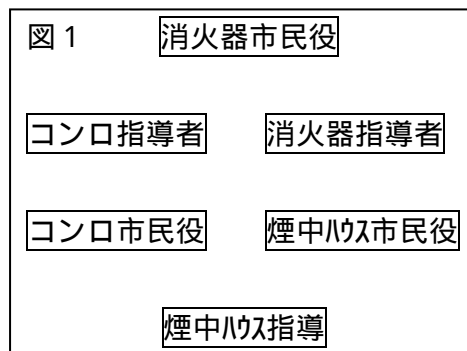 図1 消火器市民役
コンロ指導者 消火器指導者
コンロ市民役 煙中ﾊｳｽ市民役
煙中ﾊｳｽ指導